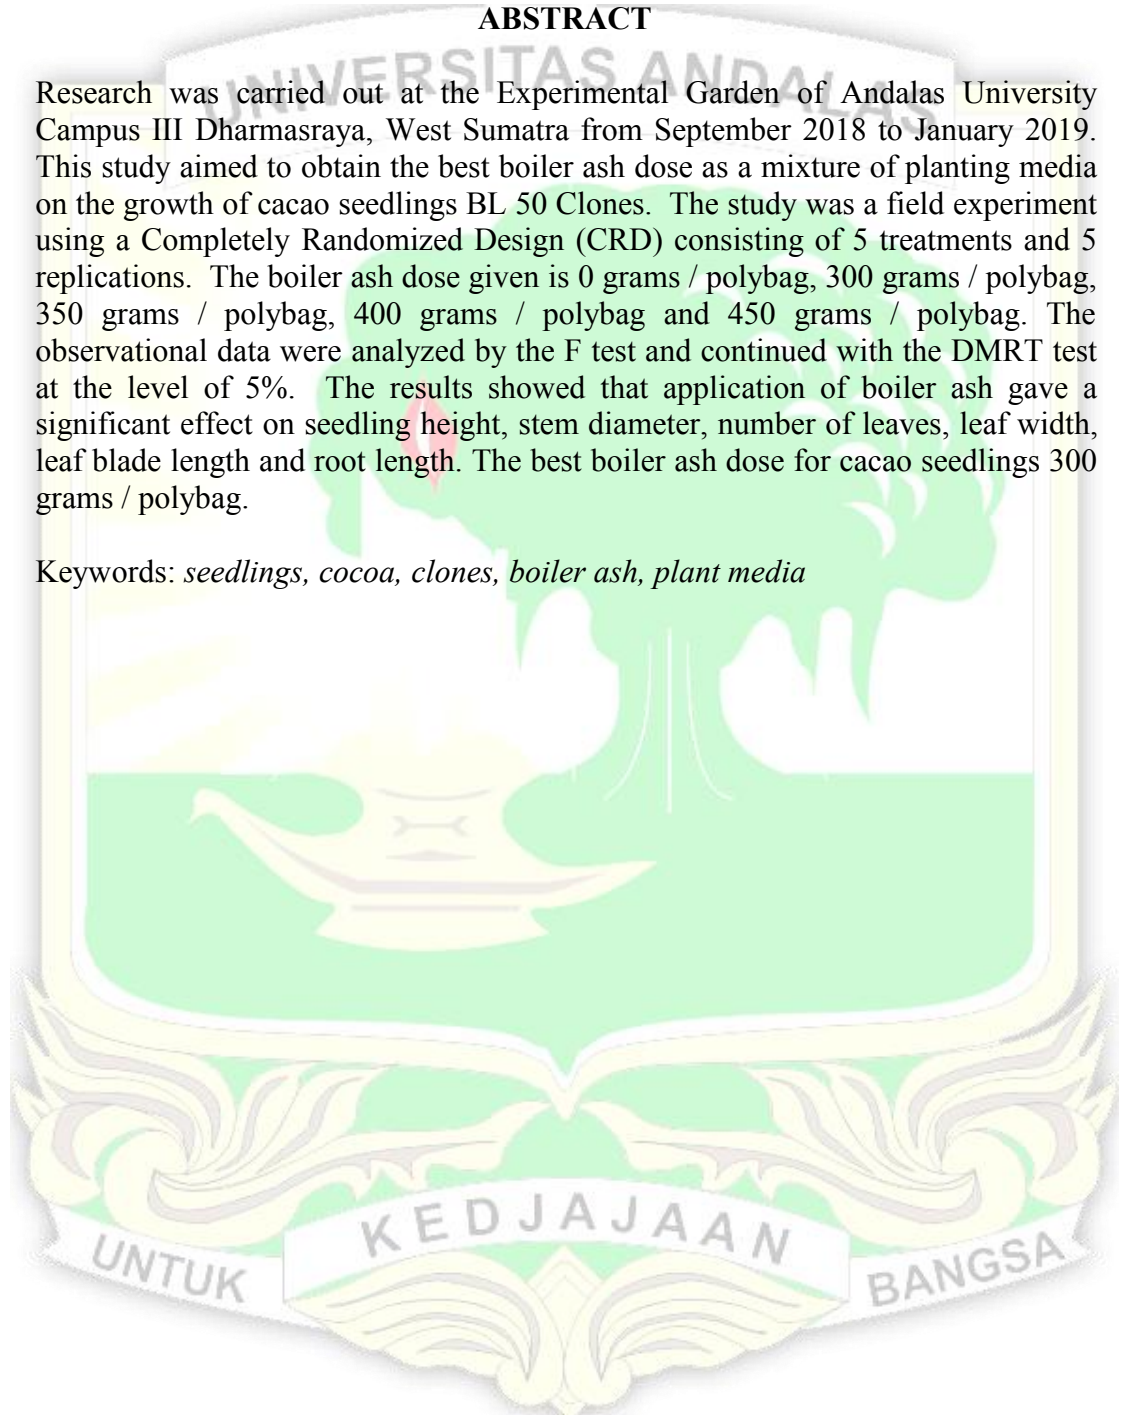 ABSTRACT
UNIVERSITAS ANDALAS
Research was carried out at the Experimental Garden of Andalas University
Campus III Dharmasraya, West Sumatra from September 2018 to January 2019.
This study aimed to obtain the best boiler ash dose as a mixture of planting media
on the growth of cacao seedlings BL 50 Clones. The study was a field experiment
using a Completely Randomized Design (CRD) consisting of 5 treatments and 5
replications. The boiler ash dose given is 0 grams / polybag, 300 grams / polybag,
350 grams / polybag, 400 grams / polybag and 450 grams / polybag. The
observational data were analyzed by the F test and continued with the DMRT test
at the level of 5%. The results showed that application of boiler ash gave a
significant effect on seedling height, stem diameter, number of leaves, leaf width,
leaf blade length and root length. The best boiler ash dose for cacao seedlings 300
grams / polybag.
Keywords: seedlings, cocoa, clones, boiler ash, plant media
UNTUK KEDJAJAAN BANGSA